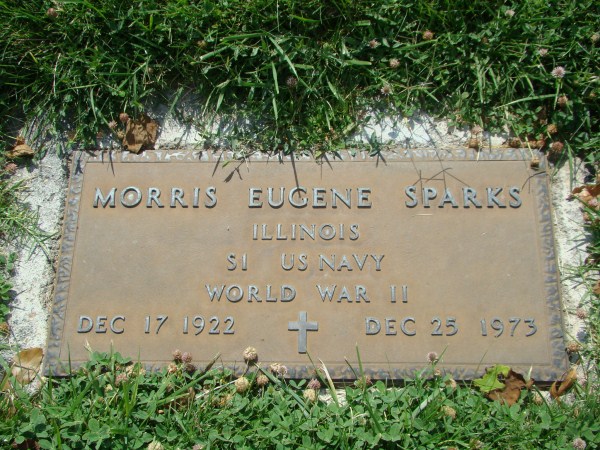 MORRIS EUGENE SPARKS
ILLINOIS
S1 US NAVY
WORLD WAR II
DEC 17 1922 DEC 25 1973